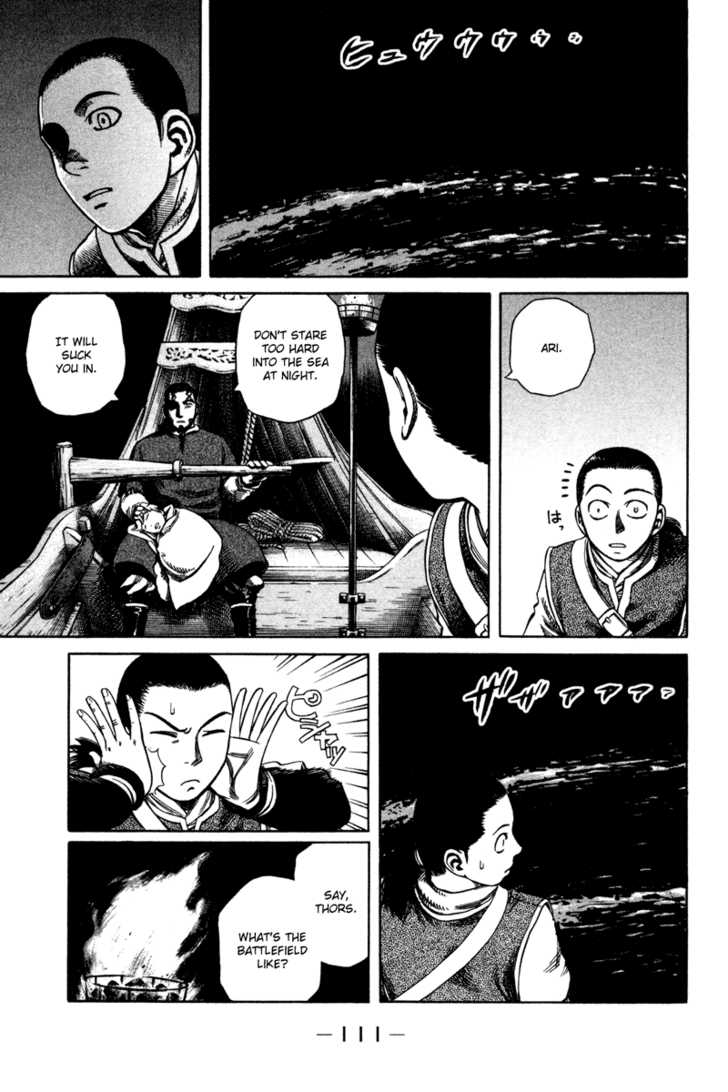 ヒュウウウゥゥ・・
ARI.
はっ
DON'T STARE
TOO HARD
INTO THE SEA
AT NIGHT.
IT WILL
SUCK
YOU IN.
ザザァァァァ・
ピシャッ
SAY,
THORS.
WHAT'S THE
BATTLEFIELD
LIKE?
—111—